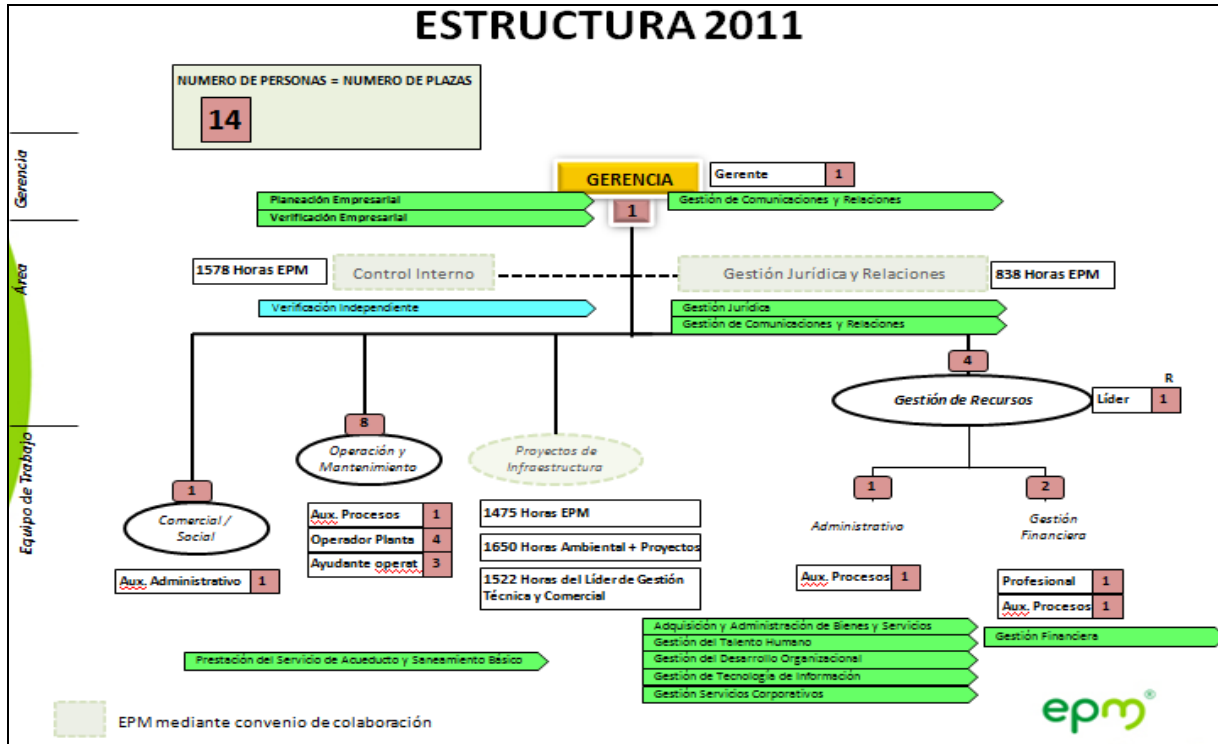 ESTRUCTURA 2011
NUMERO DE PERSONAS = NUMERO DE PLAZAS
14
Gerencia
GERENCIA
1
Gerente 1
Planeación Empresarial
Verificación Empresarial
Gestión de Comunicaciones y Relaciones
Área
1578 Horas EPM
Control Interno
Gestión Jurídica y Relaciones
838 Horas EPM
Verificación Independiente
Gestión Jurídica
Gestión de Comunicaciones y Relaciones
4
Gestión de Recursos
R
Líder 1
Equipo de Trabajo
1
Comercial /
Social
Aux. Administrativo 1
8
Operación y
Mantenimiento
Aux. Procesos 1
Operador Planta 4
Ayudante operat 3
Proyectos de
Infraestructura
1475 Horas EPM
1650 Horas Ambiental + Proyectos
1522 Horas del Líder de Gestión
Técnica y Comercial
1
Administrativo
Aux. Procesos 1
2
Gestión
Financiera
Profesional 1
Aux. Procesos 1
Prestación del Servicio de Acueducto y Saneamiento Básico
Adquisición y Administración de Bienes y Servicios
Gestión del Talento Humano
Gestión del Desarrollo Organizacional
Gestión de Tecnología de Información
Gestión Servicios Corporativos
Gestión Financiera
EPM mediante convenio de colaboración
epm®